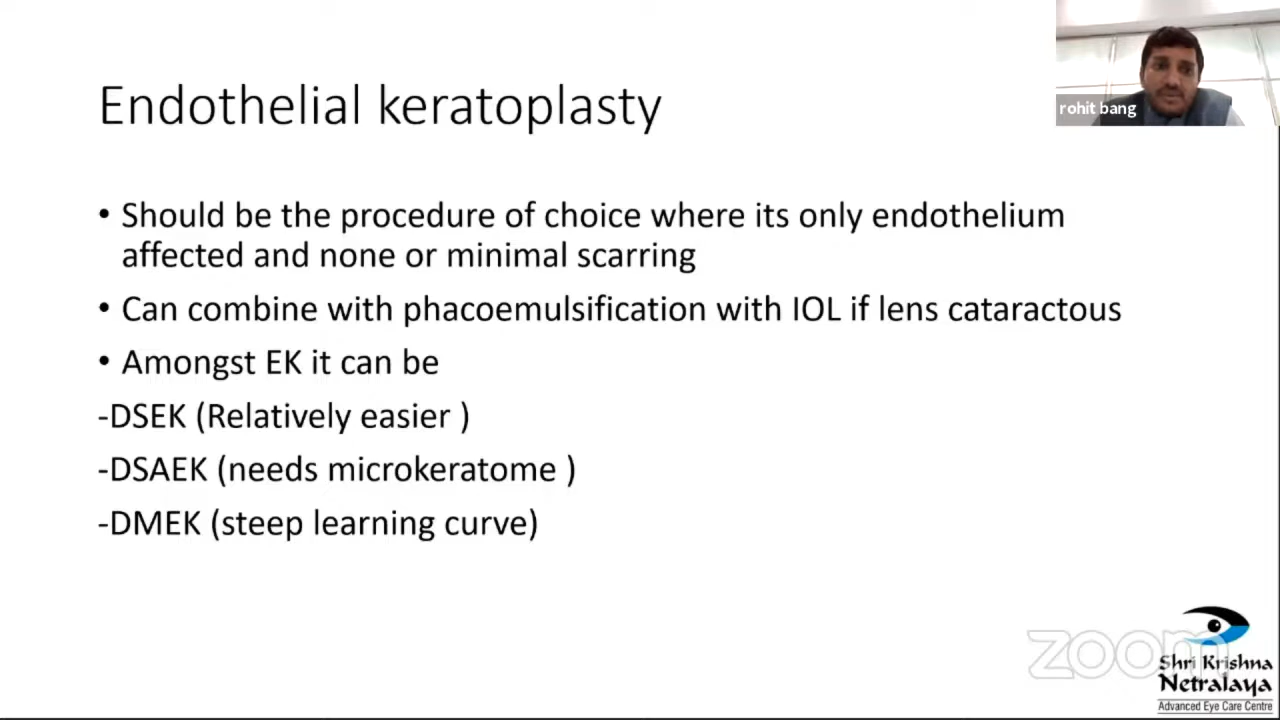 Endothelial keratoplasty
rohit bang
• Should be the procedure of choice where its only endothelium
affected and none or minimal scarring
• Can combine with phacoemulsification with IOL if lens cataractous
• Amongst EK it can be
-DSEK (Relatively easier )
-DSAEK (needs microkeratome )
-DMEK (steep learning curve)
zoom
Shri Krishna
Netralaya
Advanced Eye Care Centre